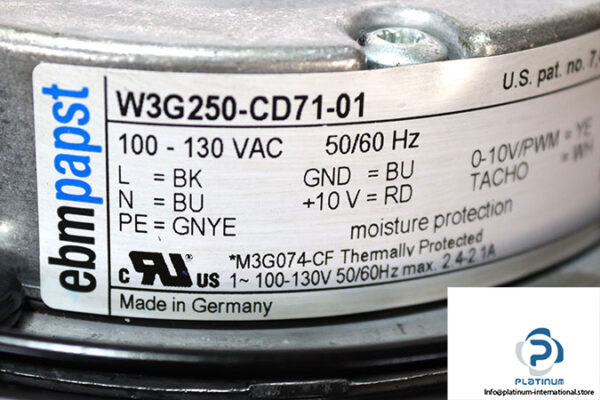 ebmpapst
W3G250-CD71-01
U.S. pat. no. 7,
100 - 130 VAC 50/60 Hz
L = BK GND = BU 0-10V/PWM = YE
N = BU +10 V = RD TACHO = WH
PE = GNYE moisture protection
c RU US
*M3G074-CF Thermally Protected
1~ 100-130V 50/60Hz max. 2.4-2.1A
Made in Germany
PLATINUM
info@platinum-international.store